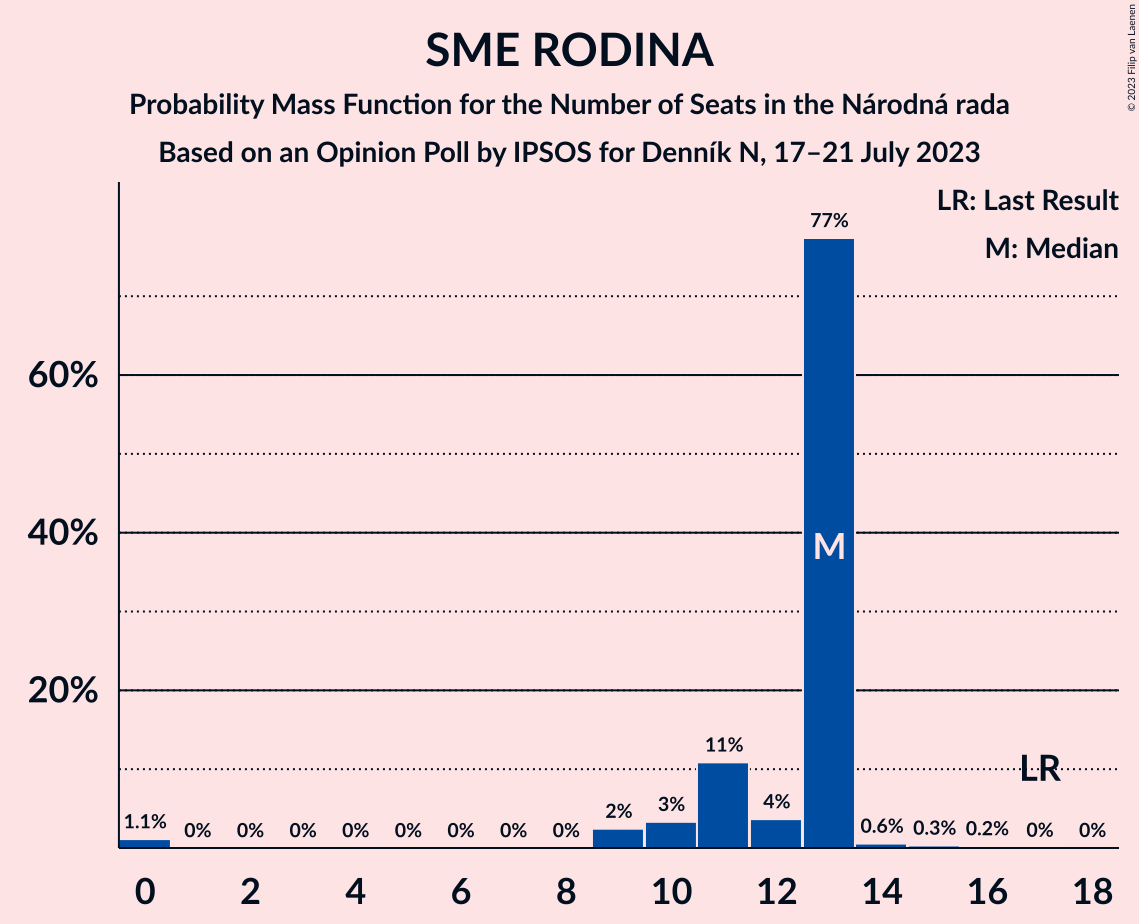 SME RODINA
Probability Mass Function for the Number of Seats in the Národná rada
Based on an Opinion Poll by IPSOS for Denník N, 17–21 July 2023
© 2023 Filip van Laenen
LR: Last Result
M: Median
77%
60%
40%
M
20%
LR
11%
1.1%
0%
0%
0%
0%
0%
0%
0%
0%
2%
3%
4%
0.6%
0.3%
0.2%
0%
0%
0 2 4 6 8 10 12 14 16 18